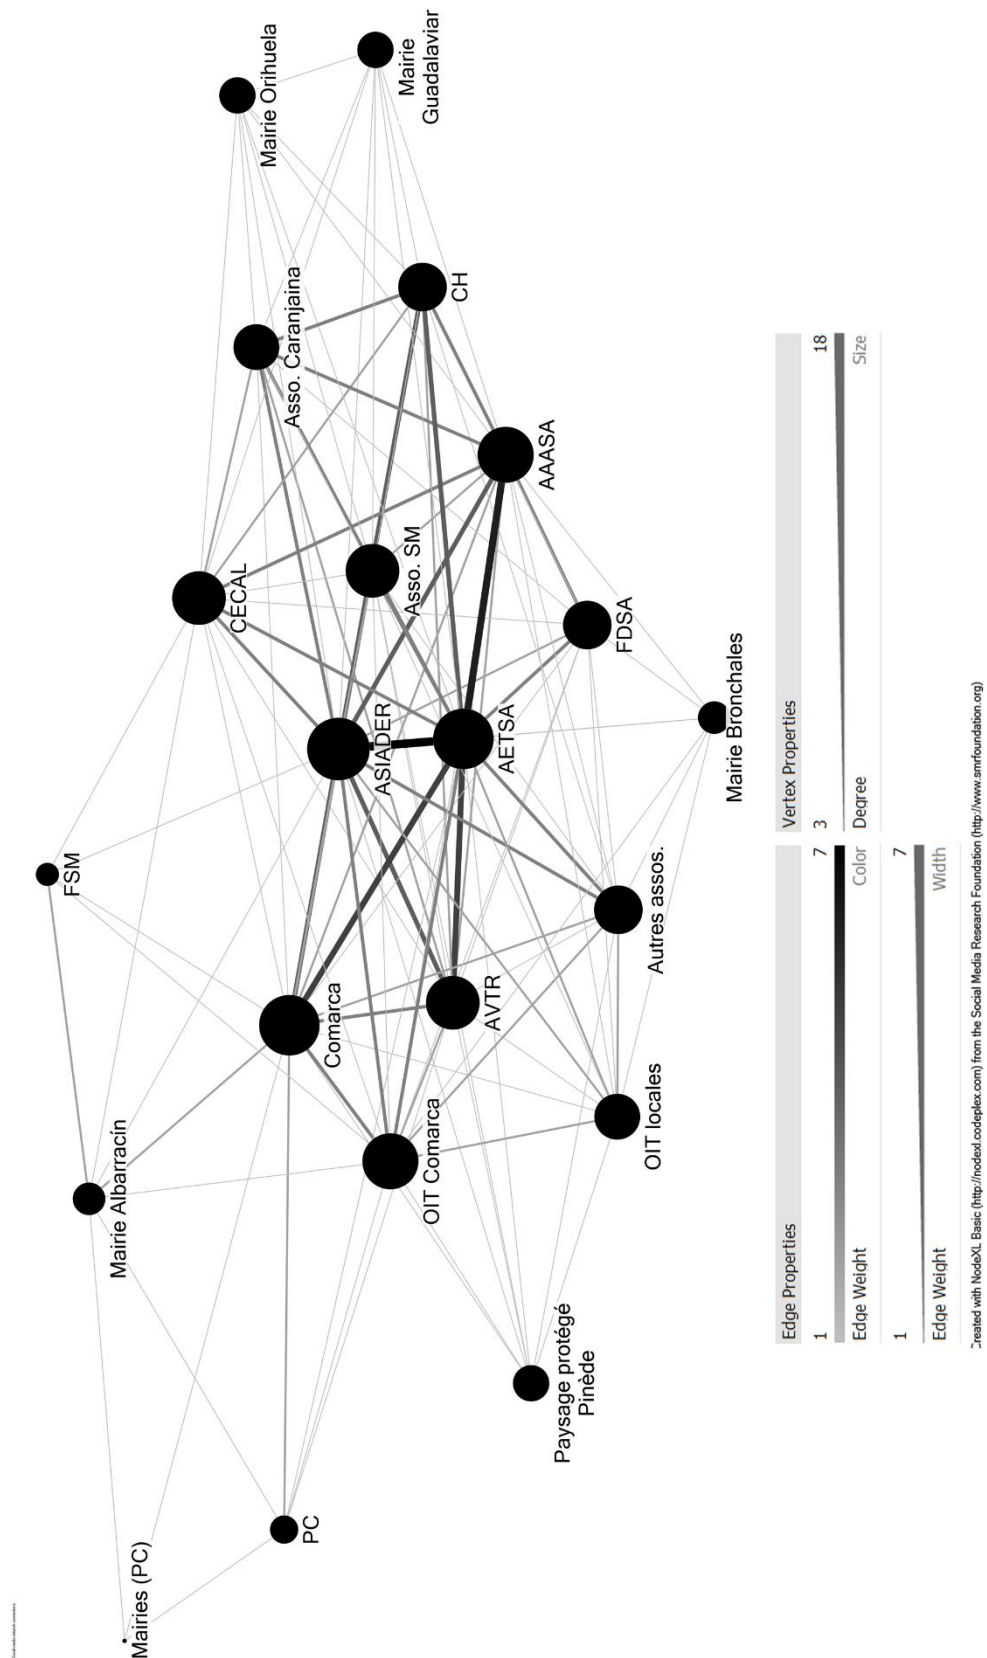 Mairie Orihuela
Mairie
Guadalaviar
Asso. Caranjaina
CH
AAASA
CECAL
Asso. SM
FDSA
ASIADER
AETSA
Mairie Bronchales
FSM
Comarca
AVTR
Autres assos.
Mairie Albarracín
OIT Comarca
OIT locales
Paysage protégé
Pinède
PC
Mairies (PC)
Edge Properties
1 7
Edge Weight Color
1 7
Edge Weight Width
Vertex Properties
3 18
Degree Size
Created with NodeXL Basic (http://nodexl.codeplex.com) from the Social Media Research Foundation (http://www.smrfoundation.org)